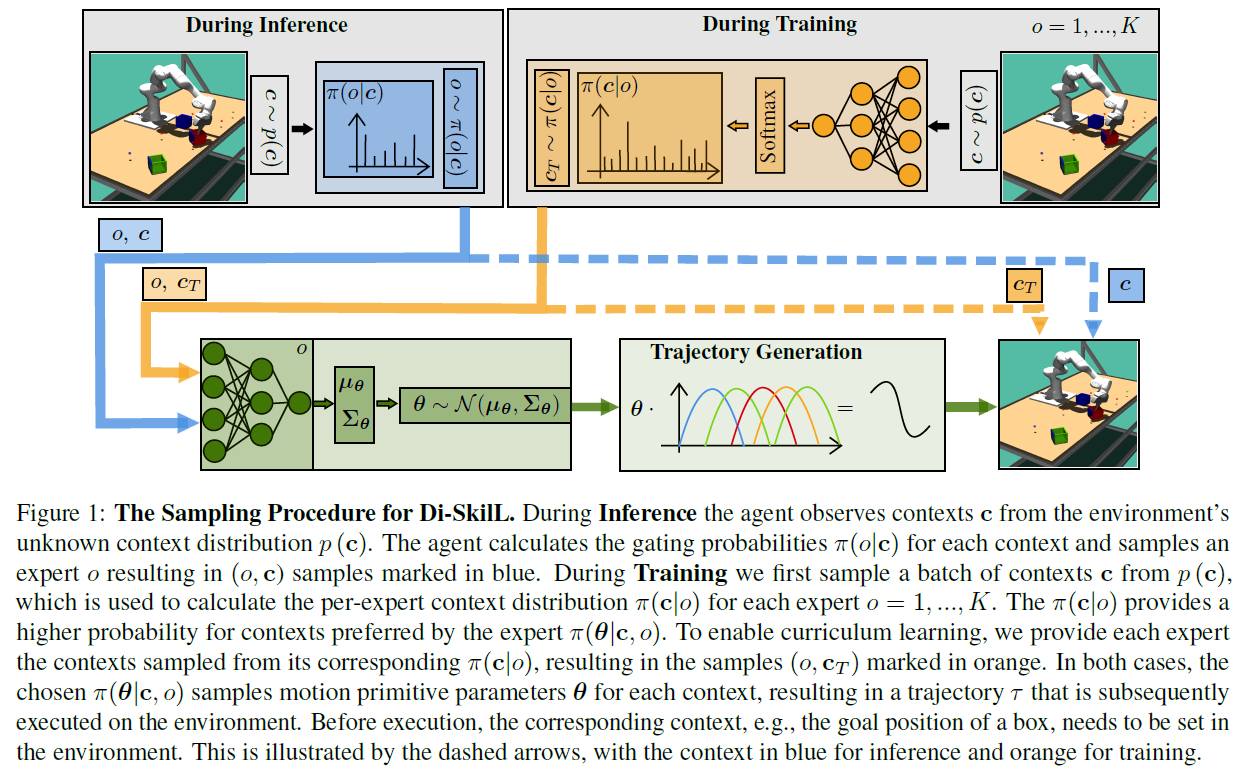 During Inference
During Training
o = 1, ..., K
c ∼ p(c)
π(o|c)
o ∼ π(o|c)
c_T ∼ π(c|o)
π(c|o)
Softmax
c ∼ p(c)
o, c
o, c_T
c_T
c
o
μ_θ
Σ_θ
θ ∼ N(μ_θ, Σ_θ)
Trajectory Generation
θ ·
=
Figure 1: The Sampling Procedure for Di-SkilL. During Inference the agent observes contexts c from the environment's
unknown context distribution p (c). The agent calculates the gating probabilities π(o|c) for each context and samples an
expert o resulting in (o, c) samples marked in blue. During Training we first sample a batch of contexts c from p (c),
which is used to calculate the per-expert context distribution π(c|o) for each expert o = 1, ..., K. The π(c|o) provides a
higher probability for contexts preferred by the expert π(θ|c, o). To enable curriculum learning, we provide each expert
the contexts sampled from its corresponding π(c|o), resulting in the samples (o, c_T) marked in orange. In both cases, the
chosen π(θ|c, o) samples motion primitive parameters θ for each context, resulting in a trajectory τ that is subsequently
executed on the environment. Before execution, the corresponding context, e.g., the goal position of a box, needs to be set in
the environment. This is illustrated by the dashed arrows, with the context in blue for inference and orange for training.